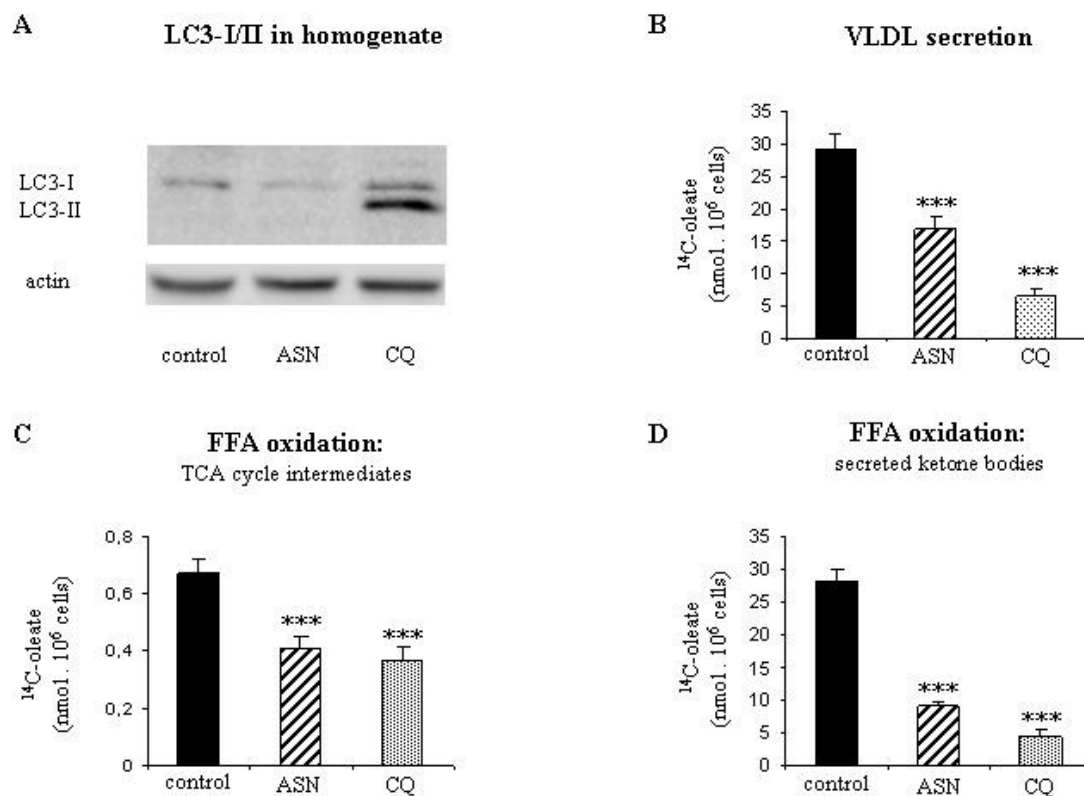 A
LC3-I/II in homogenate
LC3-I
LC3-II
actin
control ASN CQ
B
VLDL secretion
¹⁴C-oleate
(nmol . 10⁶ cells)
35
30
25
20
15
10
5
0
***
***
control ASN CQ
C
FFA oxidation:
TCA cycle intermediates
¹⁴C-oleate
(nmol . 10⁶ cells)
0,8
0,6
0,4
0,2
0
***
***
control ASN CQ
D
FFA oxidation:
secreted ketone bodies
¹⁴C-oleate
(nmol . 10⁶ cells)
35
30
25
20
15
10
5
0
***
***
control ASN CQ